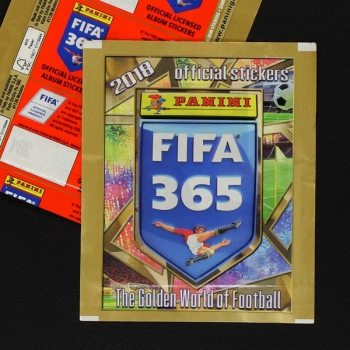 2018
official stickers
PANINI
FIFA
365
The Golden World of Football
PANINI
FIFA
365
OFFICIAL LICENSED
ALBUM STICKERS
FIFA
OFFICIAL LICENSED
ALBUM STICKERS
PANINI